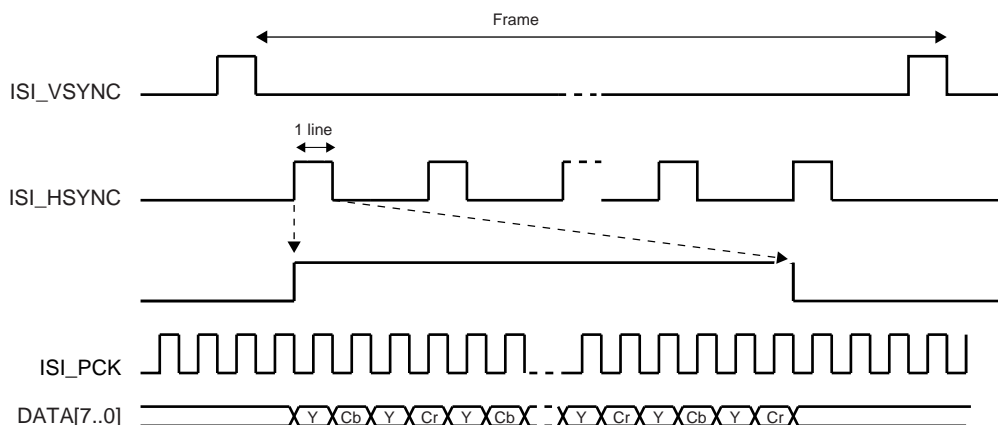 Frame
ISI_VSYNC
1 line
ISI_HSYNC
ISI_PCK
DATA[7..0] Y Cb Y Cr Y Cb Y Cr Y Cb Y Cr